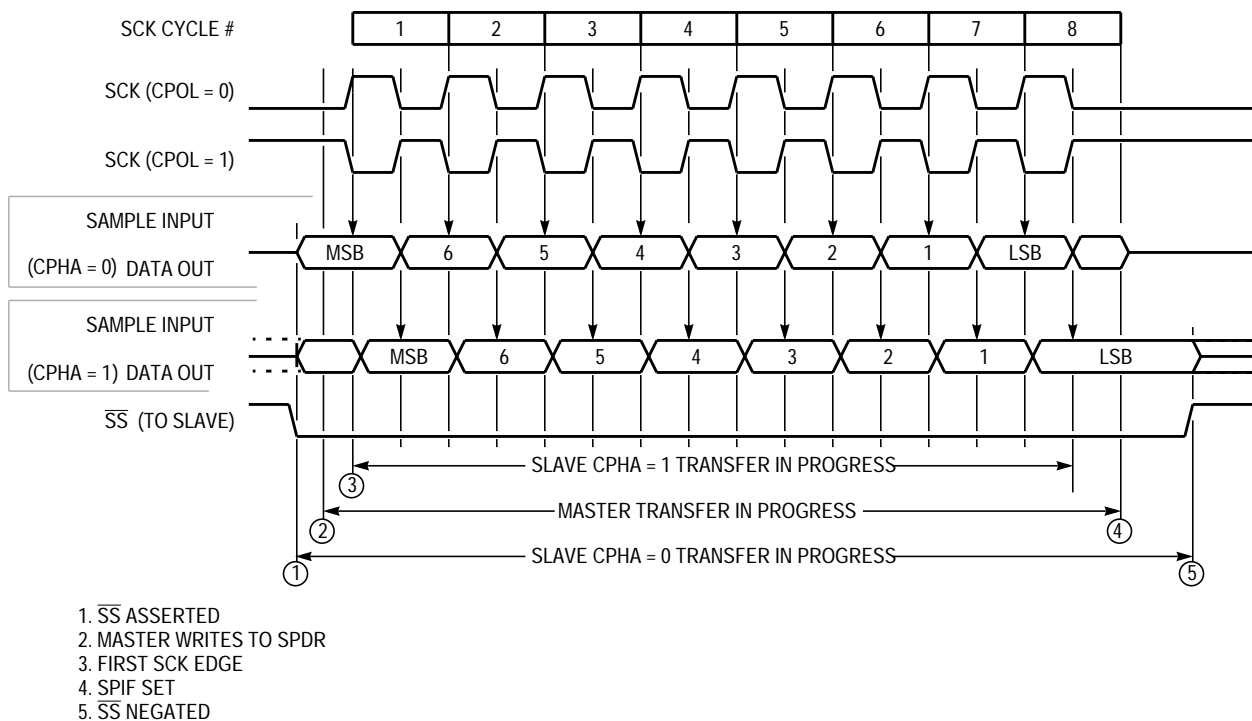 SCK CYCLE # 1 2 3 4 5 6 7 8
SCK (CPOL = 0)
SCK (CPOL = 1)
SAMPLE INPUT
(CPHA = 0) DATA OUT MSB 6 5 4 3 2 1 LSB
SAMPLE INPUT
(CPHA = 1) DATA OUT MSB 6 5 4 3 2 1 LSB
SS (TO SLAVE)
SLAVE CPHA = 1 TRANSFER IN PROGRESS
3
MASTER TRANSFER IN PROGRESS
2 4
SLAVE CPHA = 0 TRANSFER IN PROGRESS
1 5
1. SS ASSERTED
2. MASTER WRITES TO SPDR
3. FIRST SCK EDGE
4. SPIF SET
5. SS NEGATED